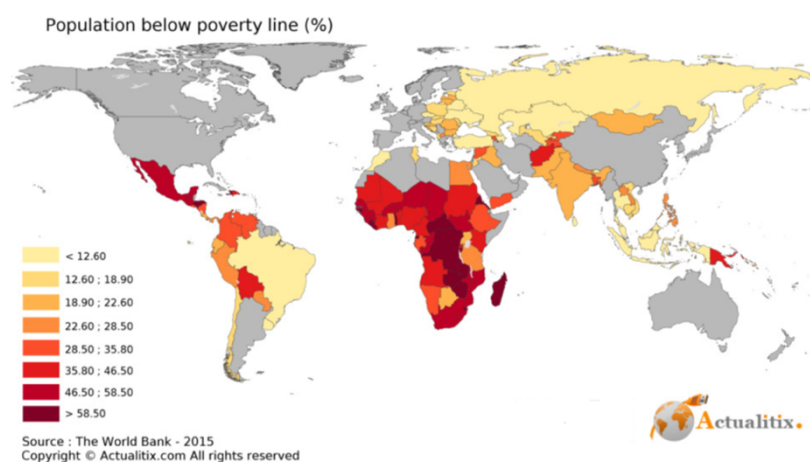 Population below poverty line (%)
< 12.60
12.60 ; 18.90
18.90 ; 22.60
22.60 ; 28.50
28.50 ; 35.80
35.80 ; 46.50
46.50 ; 58.50
> 58.50
Actualitix.
Source : The World Bank - 2015
Copyright © Actualitix.com All rights reserved